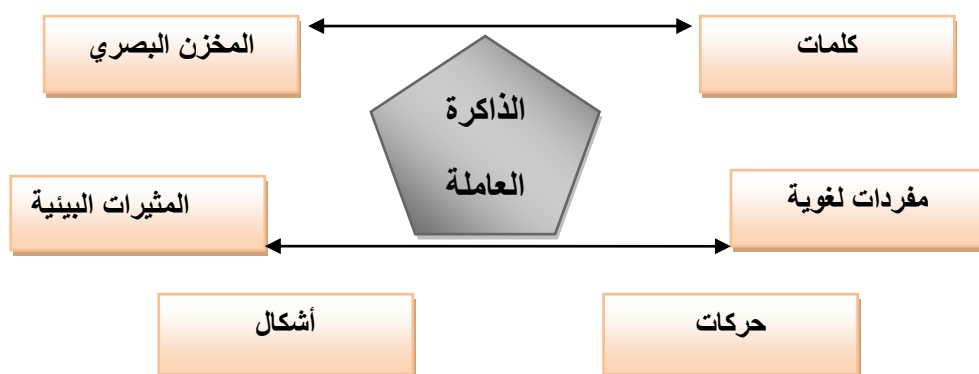 كلمات
المخزن البصري
الذاكرة
العاملة
مفردات لغوية
المثيرات البيئية
حركات
أشكال